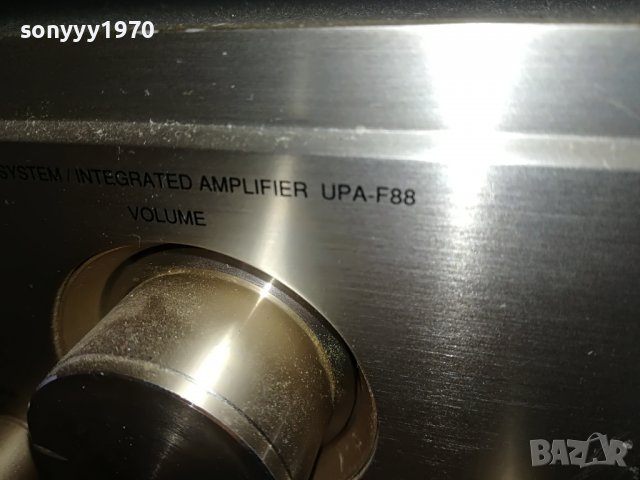 sonyyy1970
SYSTEM / INTEGRATED AMPLIFIER UPA-F88
VOLUME
BAZAR